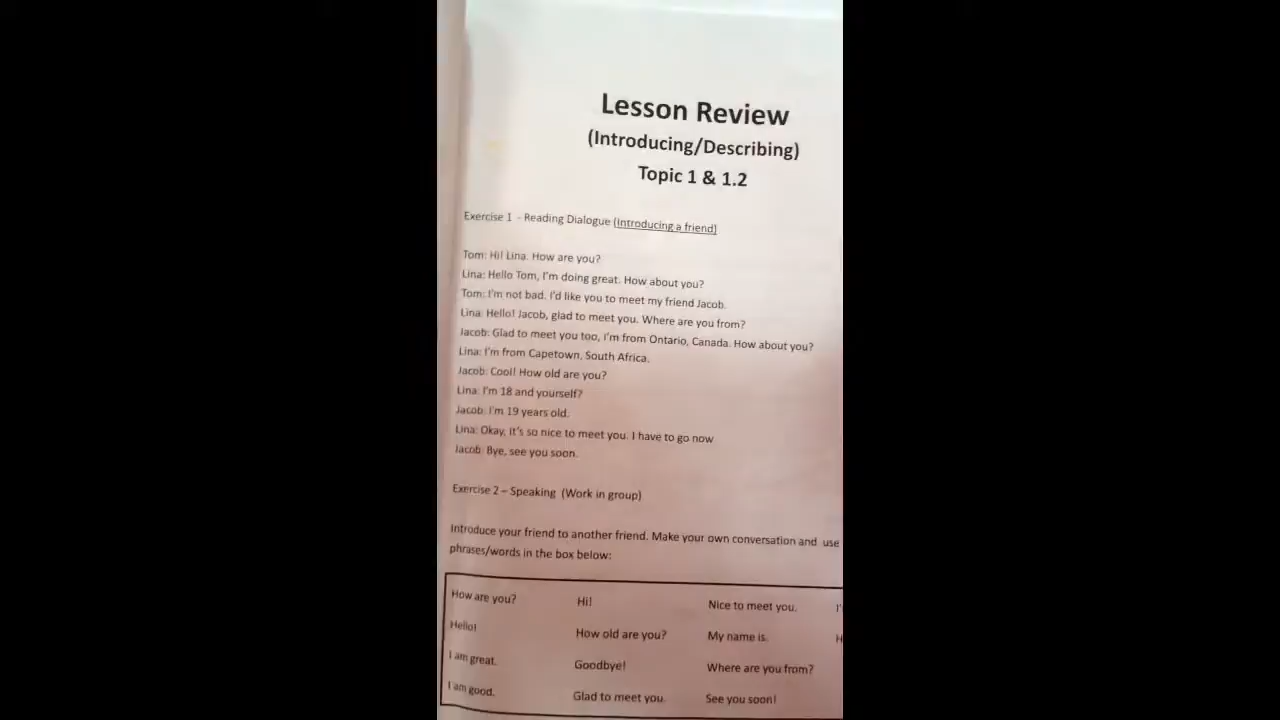 Lesson Review
(Introducing/Describing)
Topic 1 & 1.2
Exercise 1 - Reading Dialogue (Introducing a friend)
Tom: Hi! Lina. How are you?
Lina: Hello Tom, I'm doing great. How about you?
Tom: I'm not bad. I'd like you to meet my friend Jacob.
Lina: Hello! Jacob, glad to meet you. Where are you from?
Jacob: Glad to meet you too, I'm from Ontario, Canada. How about you?
Lina: I'm from Capetown, South Africa.
Jacob: Cool! How old are you?
Lina: I'm 18 and yourself?
Jacob: I'm 19 years old.
Lina: Okay, it's so nice to meet you. I have to go now
Jacob: Bye, see you soon.
Exercise 2 – Speaking (Work in group)
Introduce your friend to another friend. Make your own conversation and use
phrases/words in the box below:
How are you? Hi! Nice to meet you.
Hello! How old are you? My name is.
I am great. Goodbye! Where are you from?
I am good. Glad to meet you. See you soon!